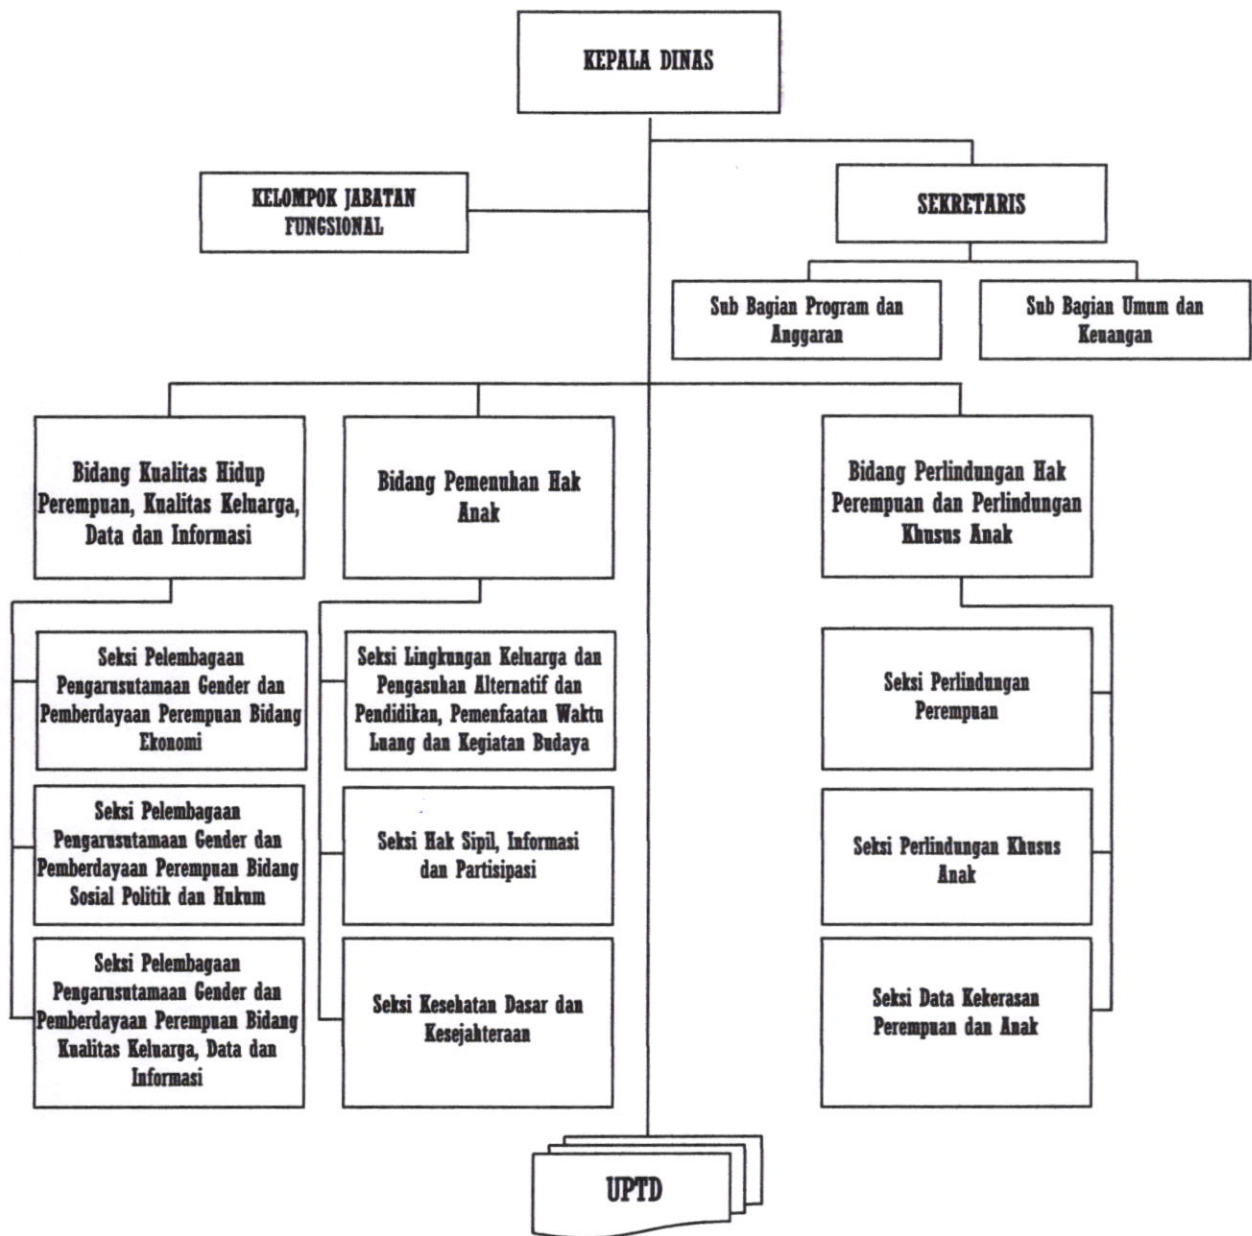 KEPALA DINAS
KELOMPOK JABATAN
FUNGSIONAL
SEKRETARIS
Sub Bagian Program dan
Anggaran
Sub Bagian Umum dan
Keuangan
Bidang Kualitas Hidup
Perempuan, Kualitas Keluarga,
Data dan Informasi
Bidang Pemenuhan Hak
Anak
Bidang Perlindungan Hak
Perempuan dan Perlindungan
Khusus Anak
Seksi Pelembagaan
Pengarusutamaan Gender dan
Pemberdayaan Perempuan Bidang
Ekonomi
Seksi Pelembagaan
Pengarusutamaan Gender dan
Pemberdayaan Perempuan Bidang
Sosial Politik dan Hukum
Seksi Pelembagaan
Pengarusutamaan Gender dan
Pemberdayaan Perempuan Bidang
Kualitas Keluarga, Data dan
Informasi
Seksi Lingkungan Keluarga dan
Pengasuhan Alternatif dan
Pendidikan, Pemenfaatan Waktu
Luang dan Kegiatan Budaya
Seksi Hak Sipil, Informasi
dan Partisipasi
Seksi Kesehatan Dasar dan
Kesejahteraan
Seksi Perlindungan
Perempuan
Seksi Perlindungan Khusus
Anak
Seksi Data Kekerasan
Perempuan dan Anak
UPTD